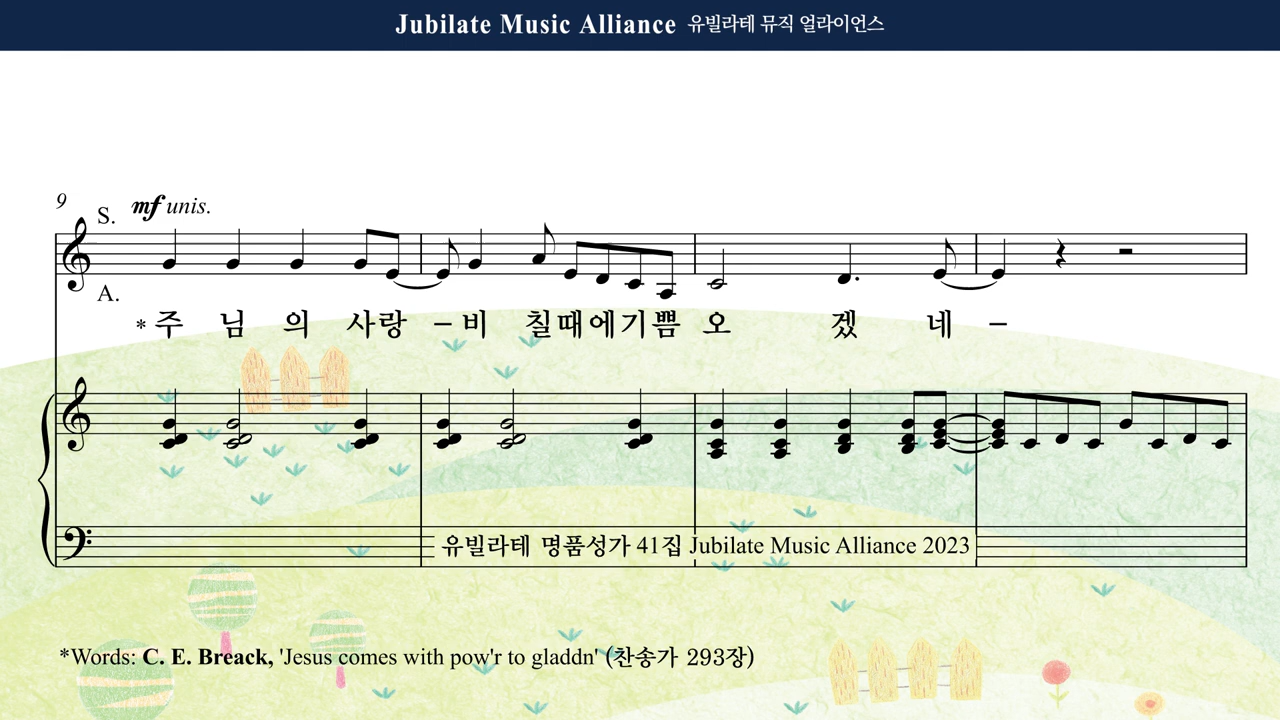 Jubilate Music Alliance 유빌라테 뮤직 얼라이언스
9
S.
mf unis.
A.
*주 님 의 사랑 – 비 칠때에기쁨 오 겠 네 –
유빌라테 명품성가 41집 Jubilate Music Alliance 2023
*Words: C. E. Breack, 'Jesus comes with pow'r to gladdn' (찬송가 293장)